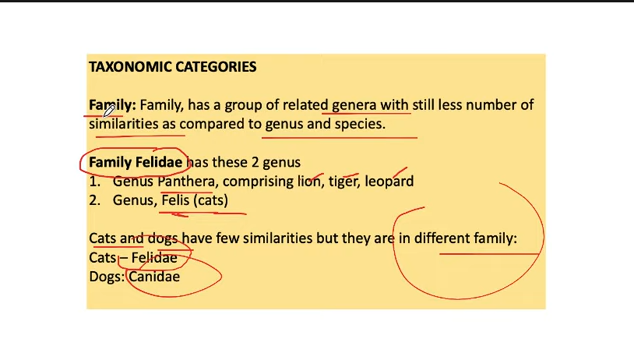 TAXONOMIC CATEGORIES
Family: Family, has a group of related genera with still less number of
similarities as compared to genus and species.
Family Felidae has these 2 genus
1. Genus Panthera, comprising lion, tiger, leopard
2. Genus, Felis (cats)
Cats and dogs have few similarities but they are in different family:
Cats – Felidae
Dogs: Canidae